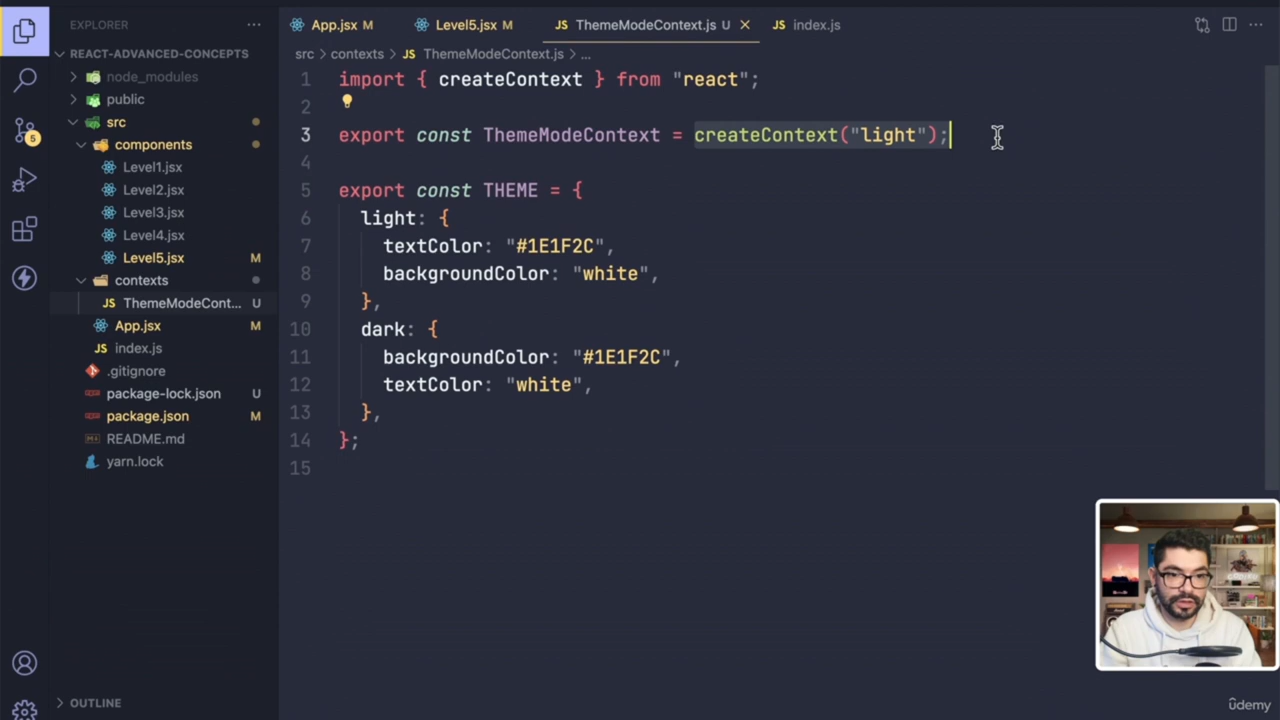 EXPLORER
REACT-ADVANCED-CONCEPTS
node_modules
public
src
components
Level1.jsx
Level2.jsx
Level3.jsx
Level4.jsx
Level5.jsx M
contexts
ThemeModeCont... U
App.jsx M
index.js
.gitignore
package-lock.json U
package.json M
README.md
yarn.lock
OUTLINE
5
App.jsx M Level5.jsx M JS ThemeModeContext.js U JS index.js
src > contexts > JS ThemeModeContext.js > ...
1 import { createContext } from "react";
2
3 export const ThemeModeContext = createContext("light");
4
5 export const THEME = {
6 light: {
7 textColor: "#1E1F2C",
8 backgroundColor: "white",
9 },
10 dark: {
11 backgroundColor: "#1E1F2C",
12 textColor: "white",
13 },
14 };
15
ûdemy